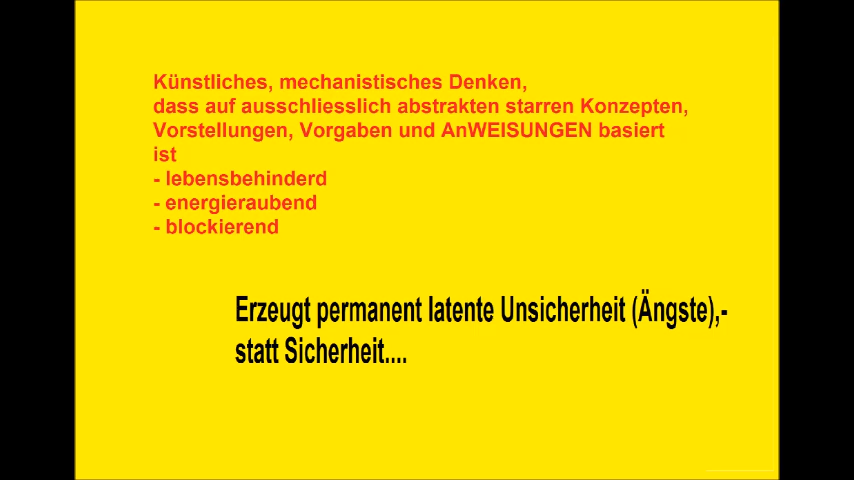 Künstliches, mechanistisches Denken,
dass auf ausschliesslich abstrakten starren Konzepten,
Vorstellungen, Vorgaben und AnWEISUNGEN basiert
ist
- lebensbehinderd
- energieraubend
- blockierend
Erzeugt permanent latente Unsicherheit (Ängste),-
statt Sicherheit....